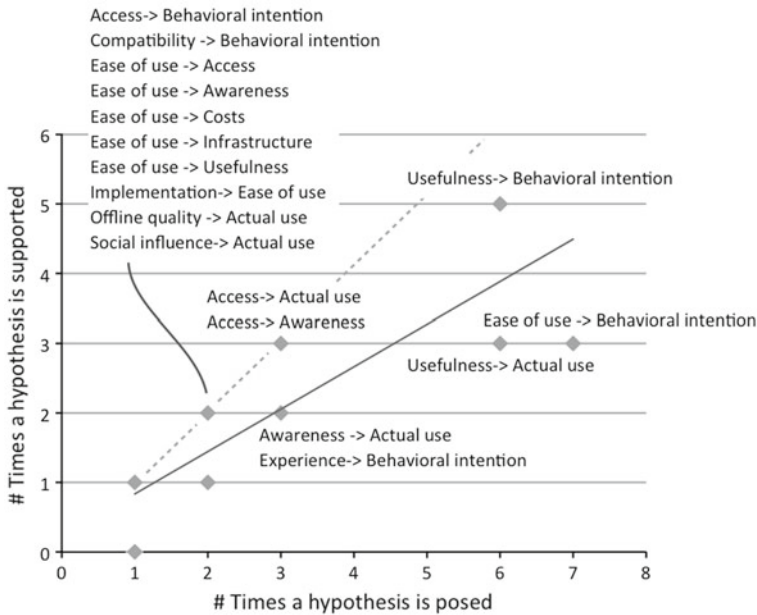 Access-> Behavioral intention
Compatibility -> Behavioral intention
Ease of use -> Access
Ease of use -> Awareness
Ease of use -> Costs
Ease of use -> Infrastructure
Ease of use -> Usefulness
Implementation-> Ease of use
Offline quality -> Actual use
Social influence-> Actual use
Usefulness-> Behavioral intention
Access-> Actual use
Access-> Awareness
Ease of use -> Behavioral intention
Usefulness-> Actual use
Awareness -> Actual use
Experience-> Behavioral intention
# Times a hypothesis is supported
6
5
4
3
2
1
0
0 1 2 3 4 5 6 7 8
# Times a hypothesis is posed